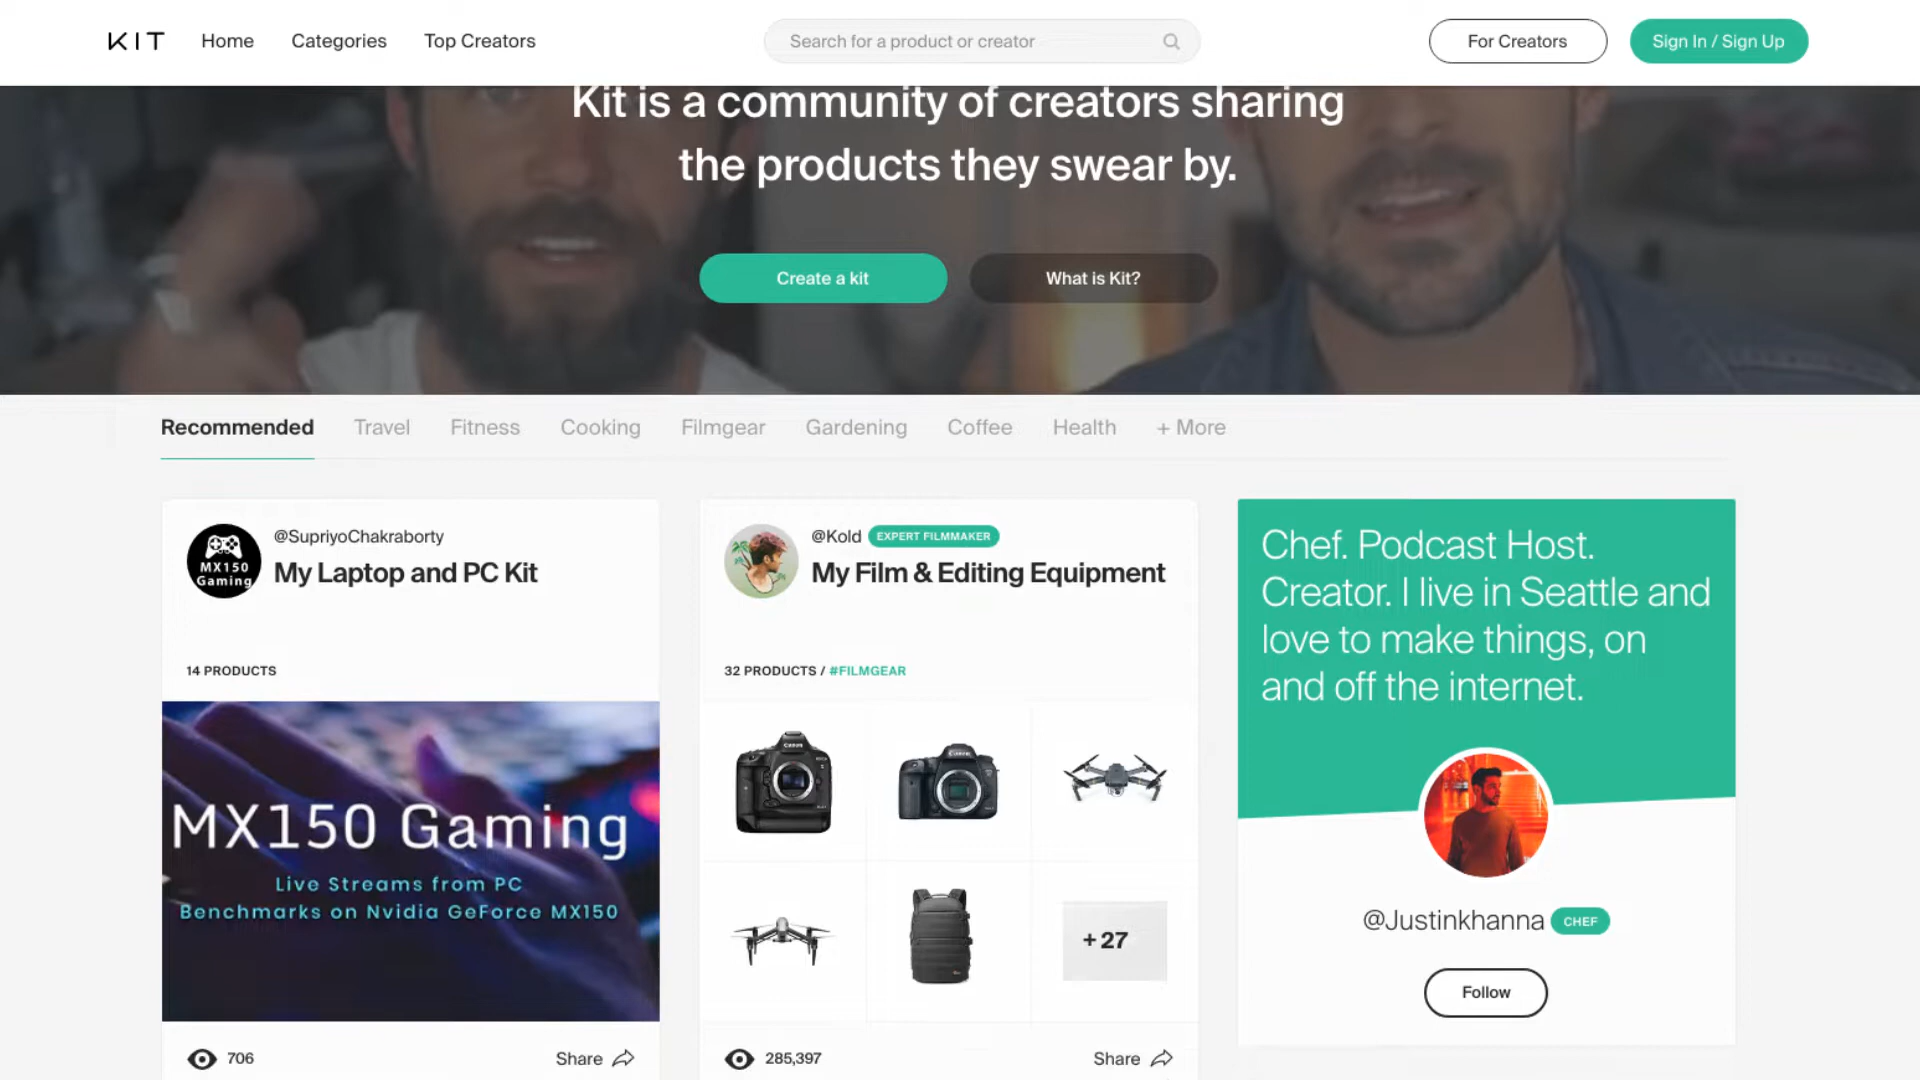 KIT
Home
Categories
Top Creators
Search for a product or creator
For Creators
Sign In / Sign Up
Kit is a community of creators sharing
the products they swear by.
Create a kit
What is Kit?
Recommended
Travel
Fitness
Cooking
Filmgear
Gardening
Coffee
Health
+ More
@SupriyoChakraborty
My Laptop and PC Kit
MX150
Gaming
14 PRODUCTS
MX150 Gaming
Live Streams from PC
Benchmarks on Nvidia GeForce MX150
706
Share
@Kold EXPERT FILMMAKER
My Film & Editing Equipment
32 PRODUCTS / #FILMGEAR
Canon
Canon
+27
285,397
Share
Chef. Podcast Host.
Creator. I live in Seattle and
love to make things, on
and off the internet.
@Justinkhanna CHEF
Follow